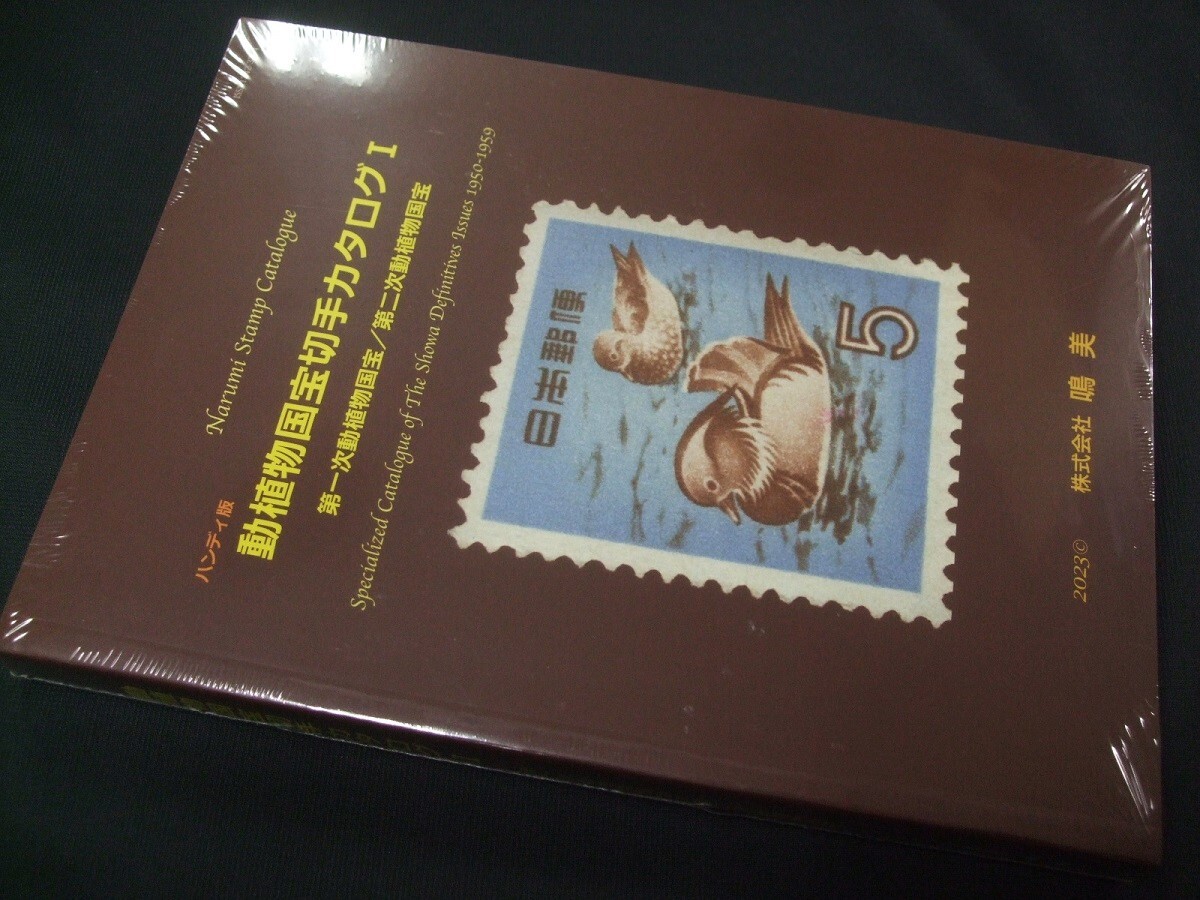 Narumi Stamp Catalogue
ハンディ版
動植物国宝切手カタログ I
第一次動植物国宝／第二次動植物国宝
Specialized Catalogue of The Showa Definitives Issues 1950-1959
日本郵便
5
2023©
株式会社 鳴 美